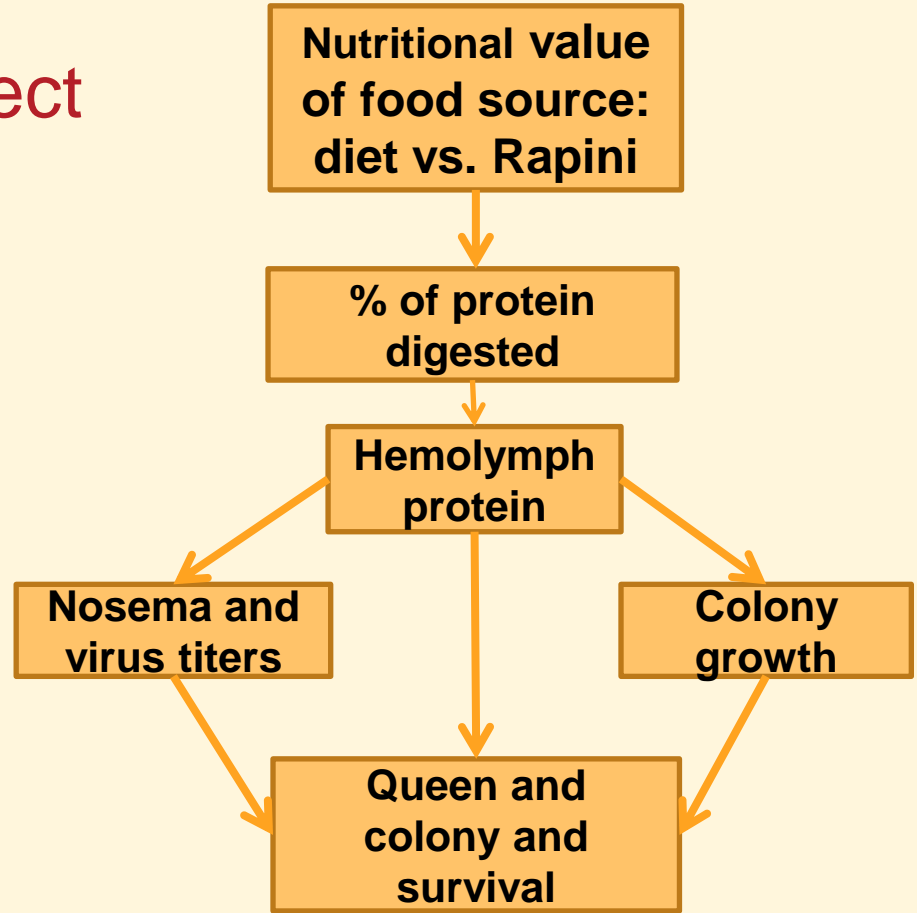 ect
Nutritional value
of food source:
diet vs. Rapini
% of protein
digested
Hemolymph
protein
Nosema and
virus titers
Colony
growth
Queen and
colony and
survival